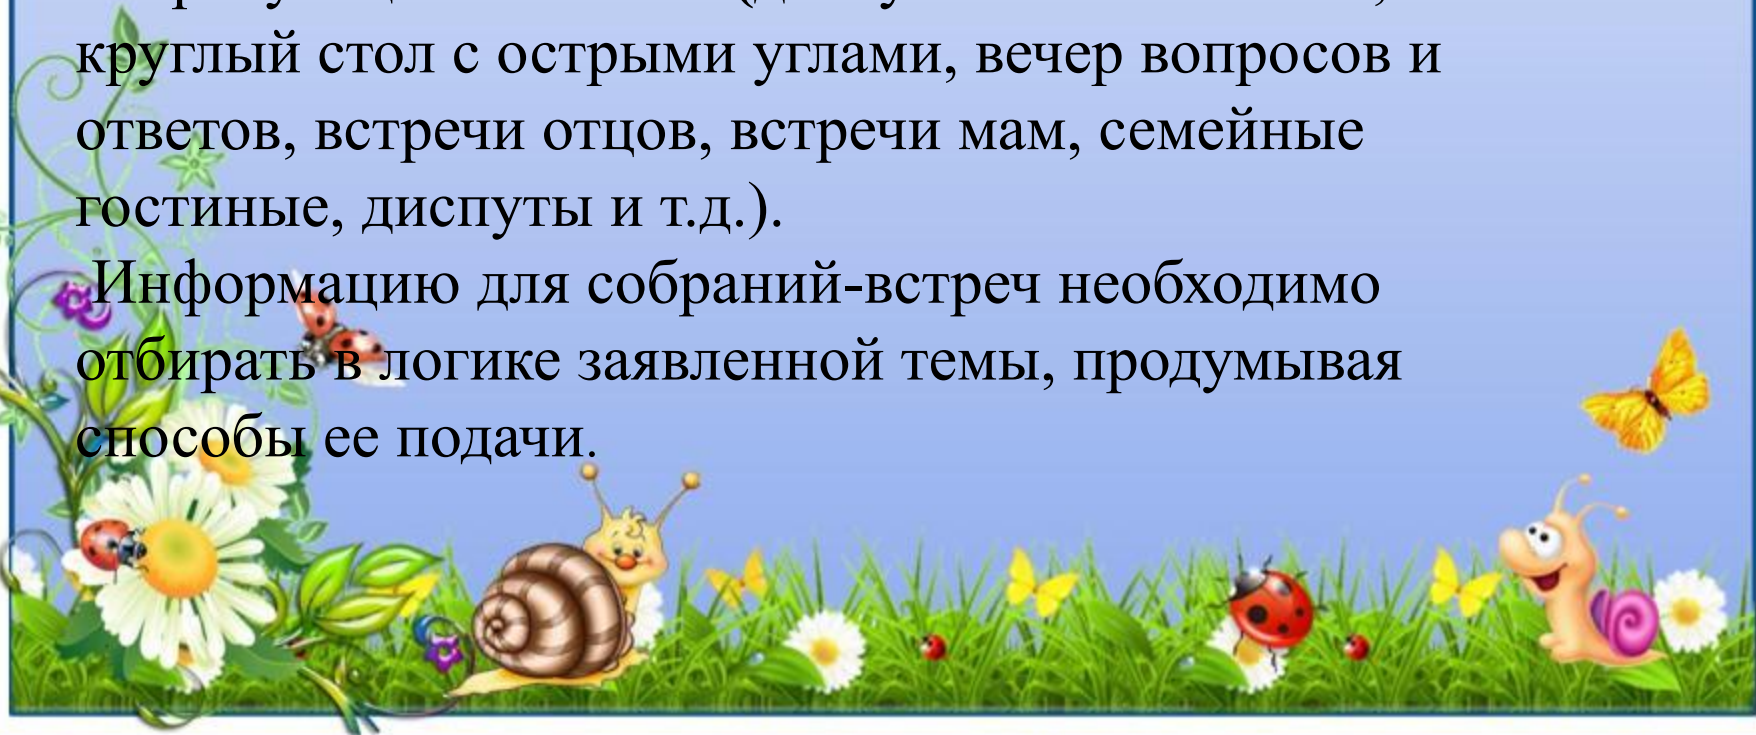 круглый стол с острыми углами, вечер вопросов и
ответов, встречи отцов, встречи мам, семейные
гостиные, диспуты и т.д.).
Информацию для собраний-встреч необходимо
отбирать в логике заявленной темы, продумывая
способы ее подачи.